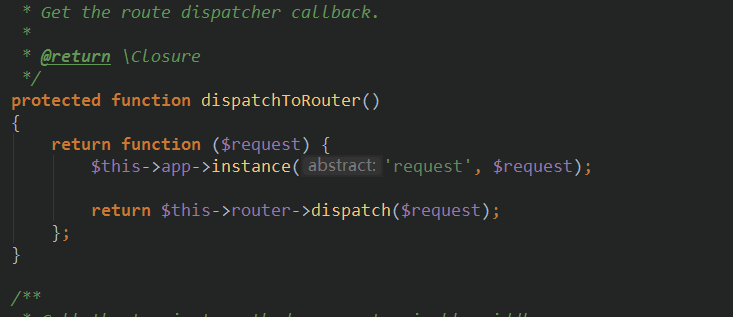 * Get the route dispatcher callback.
*
* @return \Closure
*/
protected function dispatchToRouter()
{
return function ($request) {
$this->app->instance( abstract: 'request', $request);
return $this->router->dispatch($request);
};
}
/**